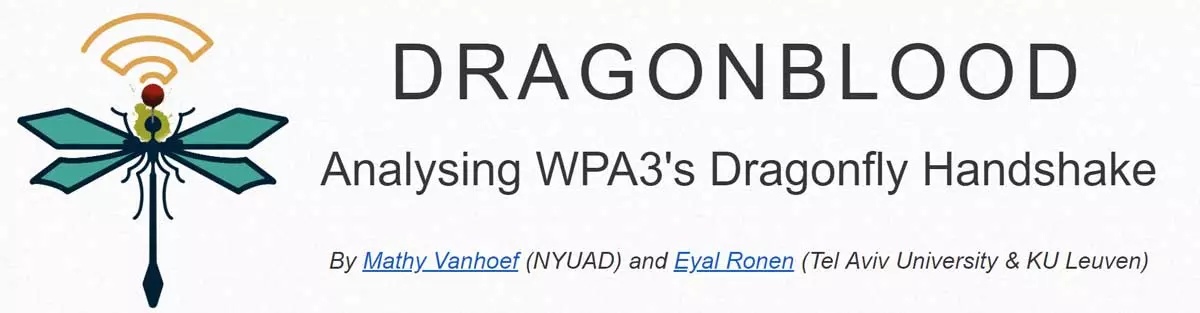 DRAGONBLOOD
Analysing WPA3's Dragonfly Handshake
By Mathy Vanhoef (NYUAD) and Eyal Ronen (Tel Aviv University & KU Leuven)